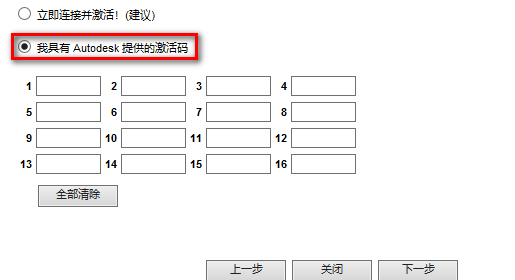 立即连接并激活! (建议)
我具有 Autodesk 提供的激活码
1 2 3 4
5 6 7 8
9 10 11 12
13 14 15 16
全部清除
上一步 关闭 下一步